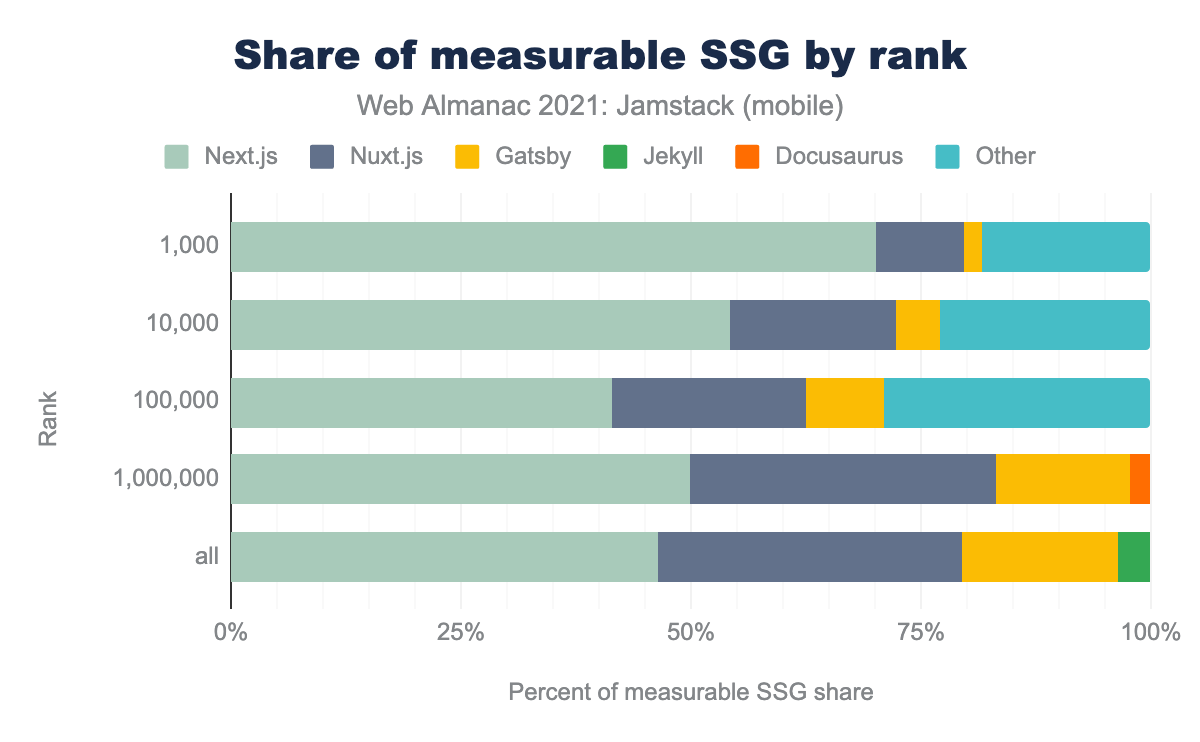 Share of measurable SSG by rank
Web Almanac 2021: Jamstack (mobile)
Next.js Nuxt.js Gatsby Jekyll Docusaurus Other
Rank
1,000
10,000
100,000
1,000,000
all
0% 25% 50% 75% 100%
Percent of measurable SSG share